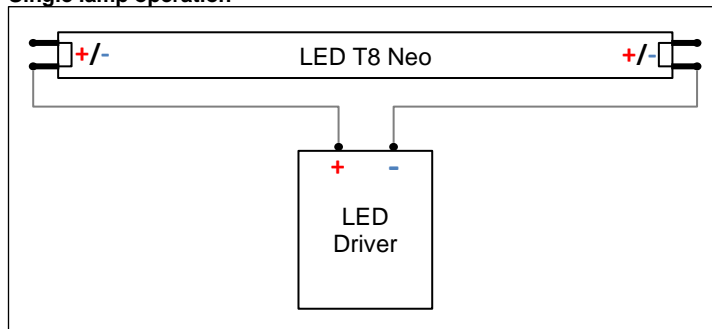 Single lamp operation
+/- LED T8 Neo +/-
+ -
LED
Driver